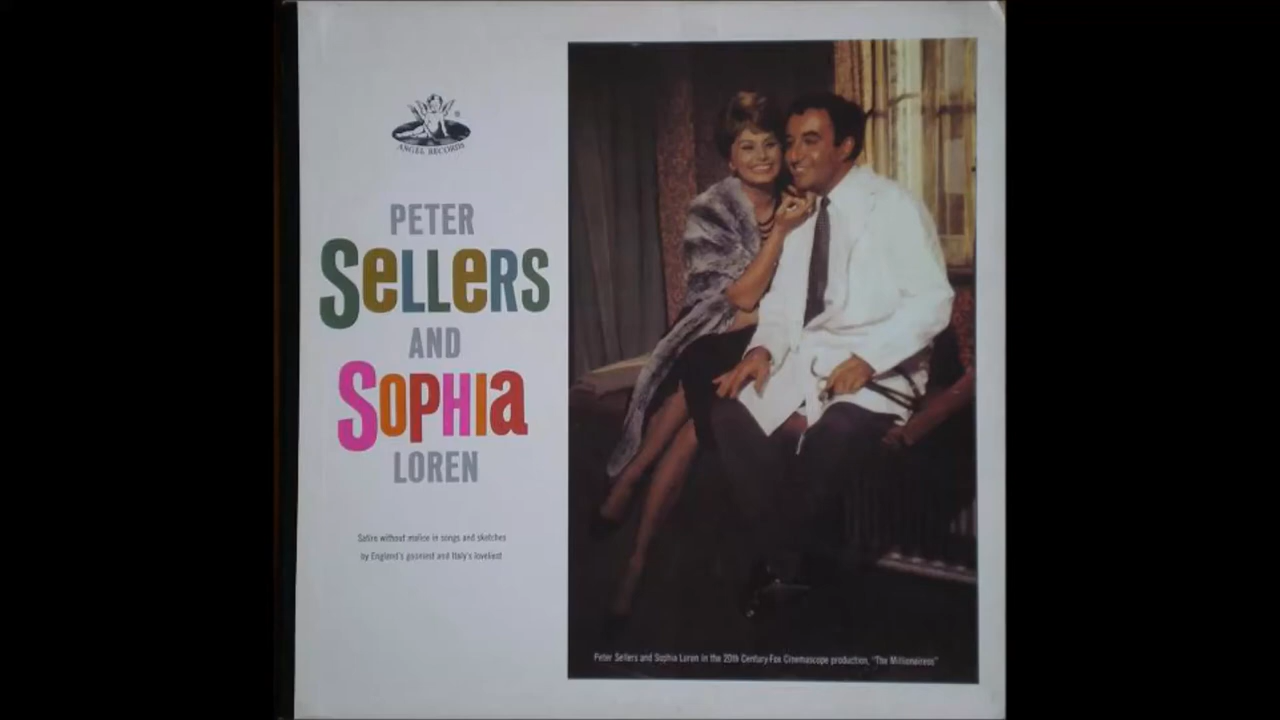 ANGEL RECORDS
PETER
SELLERS
AND
SOPHIA
LOREN
Satire without malice in songs and sketches
by England's gooniest and Italy's loveliest
Peter Sellers and Sophia Loren in the 20th Century-Fox Cinemascope production, "The Millionairess"